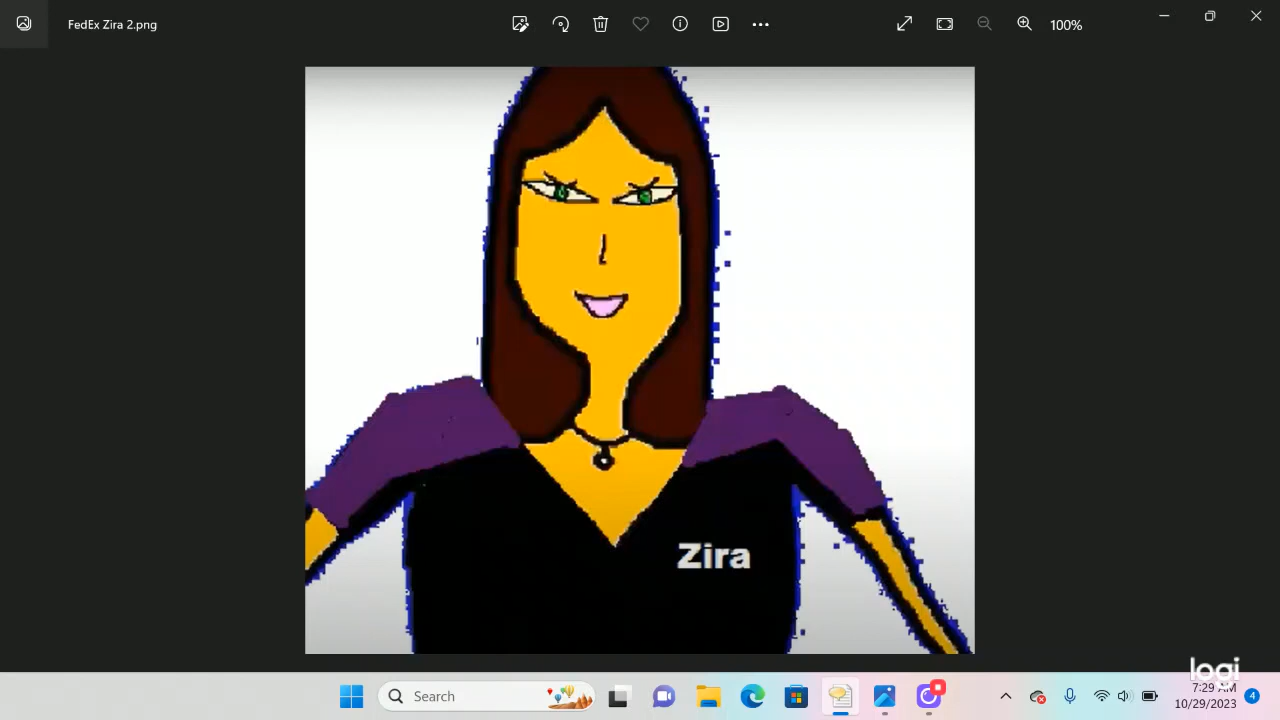 FedEx Zira 2.png
100%
Zira
logi
Search
7:29 AM
10/29/2023
4